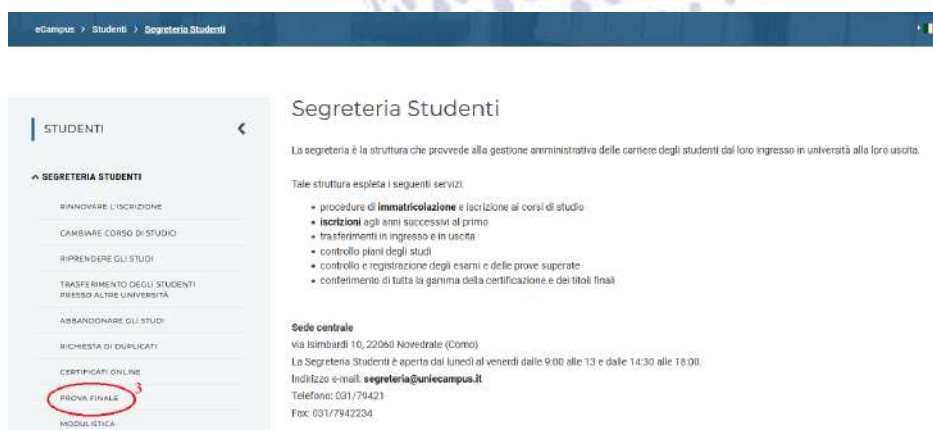 eCampus > Studenti > Segreteria Studenti
STUDENTI
SEGRETERIA STUDENTI
RINNOVARE L'ISCRIZIONE
CAMBIARE CORSO DI STUDIO
RIPRENDERE GLI STUDI
TRASFERIMENTO DEGLI STUDENTI
PRESSO ALTRE UNIVERSITÀ
ABBANDONARE GLI STUDI
RICHIESTA DI DUPLICATI
CERTIFICATI ONLINE
PROVA FINALE
3
MODULISTICA
Segreteria Studenti
La segreteria è la struttura che provvede alla gestione amministrativa delle carriere degli studenti dal loro ingresso in università alla loro uscita.
Tale struttura espleta i seguenti servizi:
• procedure di immatricolazione e iscrizione ai corsi di studio
• iscrizioni agli anni successivi al primo
• trasferimenti in ingresso e in uscita
• controllo piani degli studi
• controllo e registrazione degli esami e delle prove superate
• conferimento di tutta la gamma della certificazione e dei titoli finali
Sede centrale
via Isimbardi 10, 22060 Novedrate (Como)
La Segreteria Studenti è aperta dal lunedì al venerdì dalle 9:00 alle 13 e dalle 14:30 alle 18:00.
Indirizzo e-mail: segreteria@uniecampus.it
Telefono: 031/79421
Fax: 031/7942234